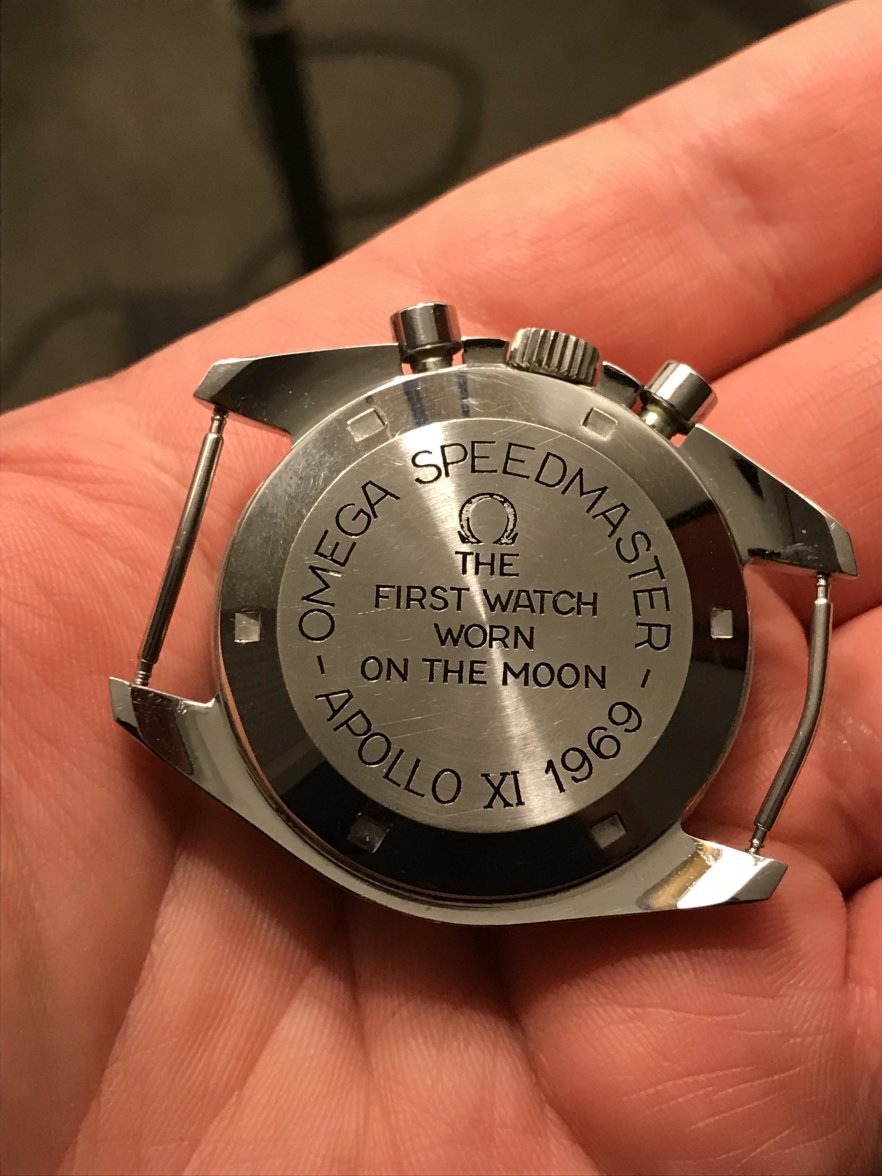 OMEGA SPEEDMASTER
THE
FIRST WATCH
WORN
ON THE MOON
- APOLLO XI 1969 -